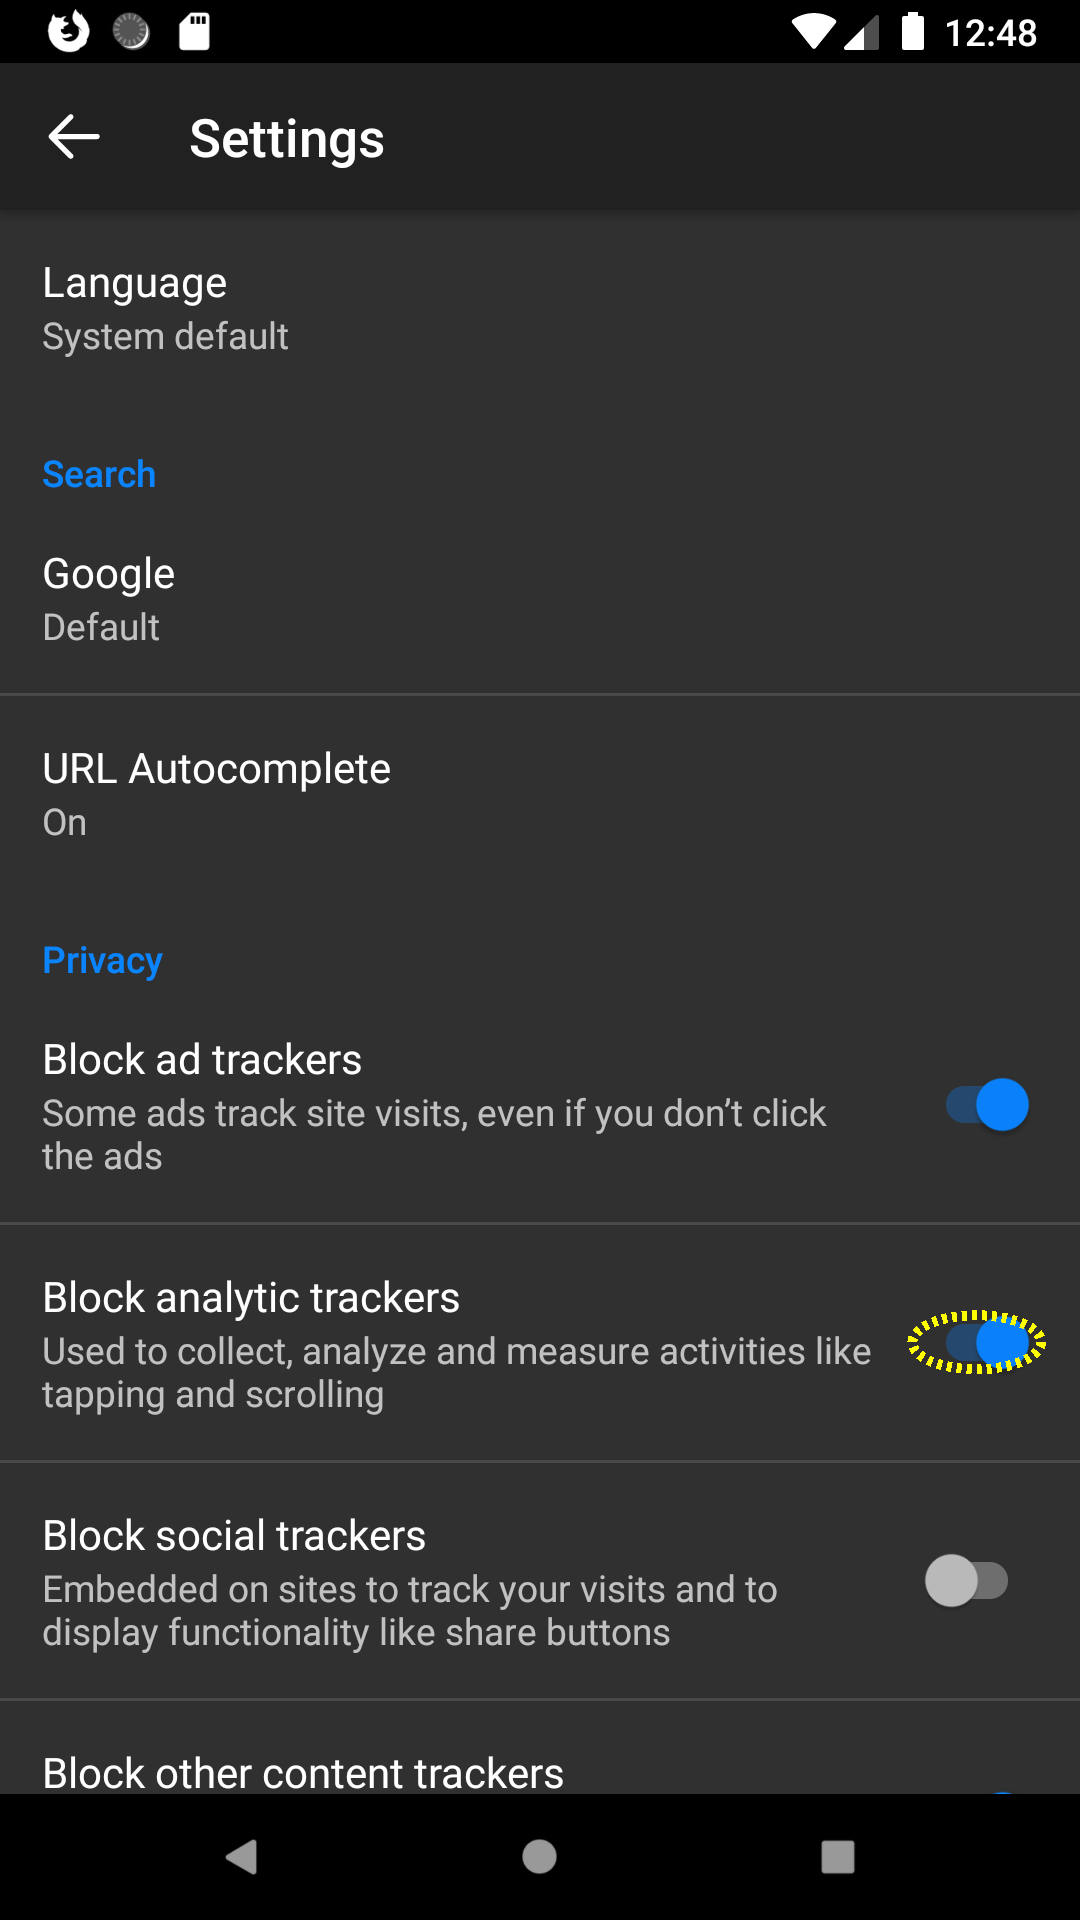 12:48
Settings
Language
System default
Search
Google
Default
URL Autocomplete
On
Privacy
Block ad trackers
Some ads track site visits, even if you don’t click
the ads
Block analytic trackers
Used to collect, analyze and measure activities like
tapping and scrolling
Block social trackers
Embedded on sites to track your visits and to
display functionality like share buttons
Block other content trackers